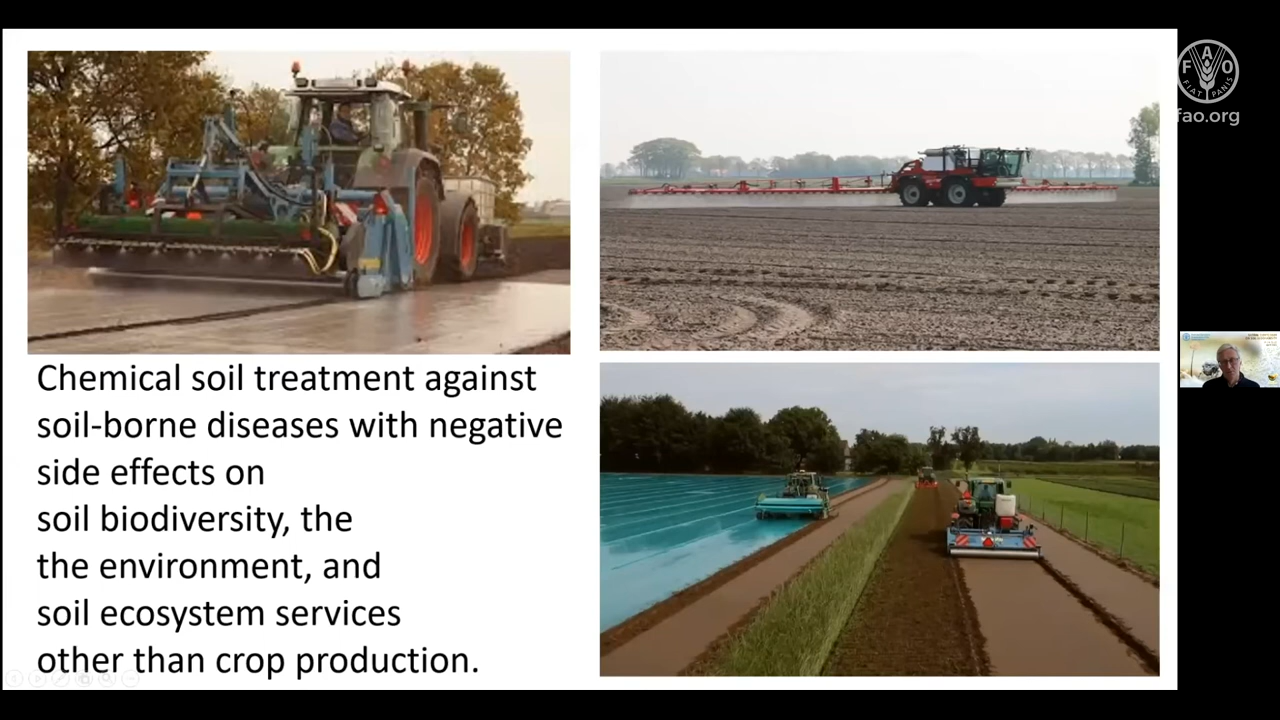 Chemical soil treatment against
soil-borne diseases with negative
side effects on
soil biodiversity, the
the environment, and
soil ecosystem services
other than crop production.
FAO
FIAT PANIS
fao.org